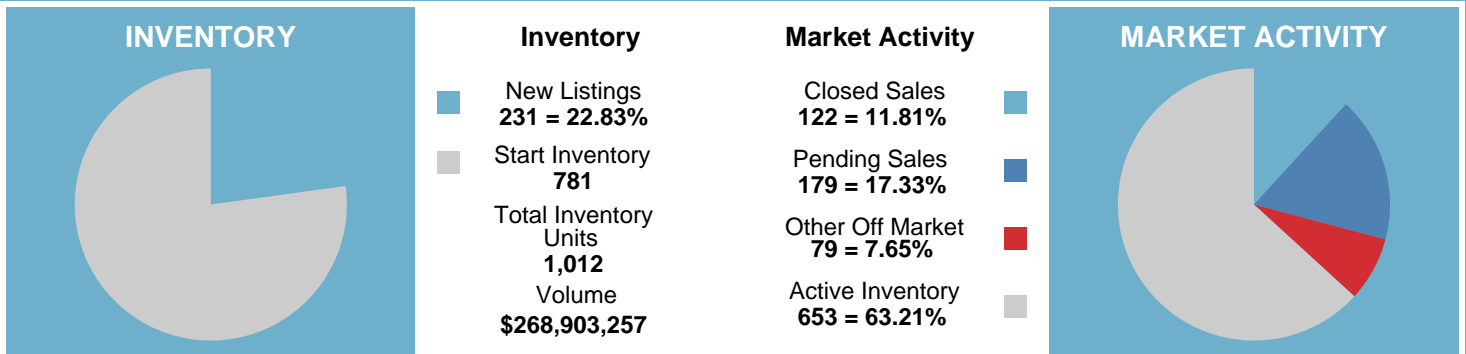 INVENTORY
Inventory
New Listings
231 = 22.83%
Start Inventory
781
Total Inventory
Units
1,012
Volume
$268,903,257
Market Activity
Closed Sales
122 = 11.81%
Pending Sales
179 = 17.33%
Other Off Market
79 = 7.65%
Active Inventory
653 = 63.21%
MARKET ACTIVITY